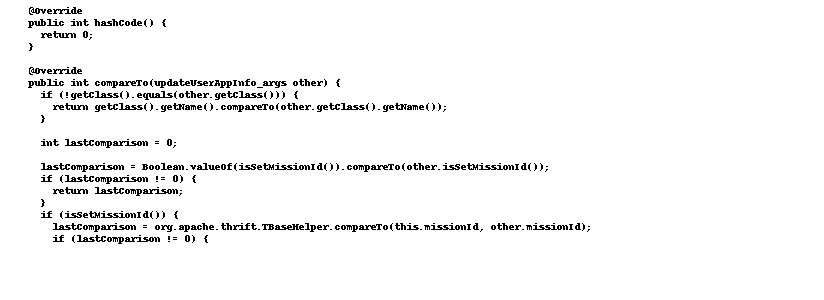 @Override
public int hashCode() {
return 0;
}
@Override
public int compareTo(updateUserAppInfo_args other) {
if (!getClass().equals(other.getClass())) {
return getClass().getName().compareTo(other.getClass().getName());
}
int lastComparison = 0;
lastComparison = Boolean.valueOf(isSetMissionId()).compareTo(other.isSetMissionId());
if (lastComparison != 0) {
return lastComparison;
}
if (isSetMissionId()) {
lastComparison = org.apache.thrift.TBaseHelper.compareTo(this.missionId, other.missionId);
if (lastComparison != 0) {